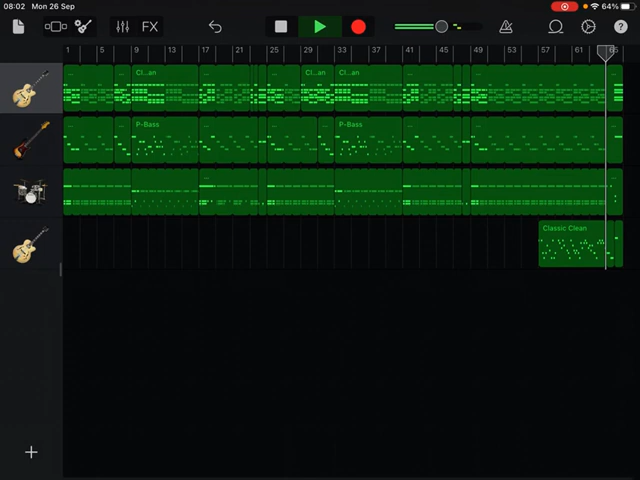 08:02 Mon 26 Sep
64%
FX
?
1 5 9 13 17 21 25 29 33 37 41 45 49 53 57 61 65
... ... Cl...an ... ... ... Cl...an Cl...an ... ... ...
... ... P-Bass ... ... ... P-Bass ... ... ...
... ...
Classic Clean